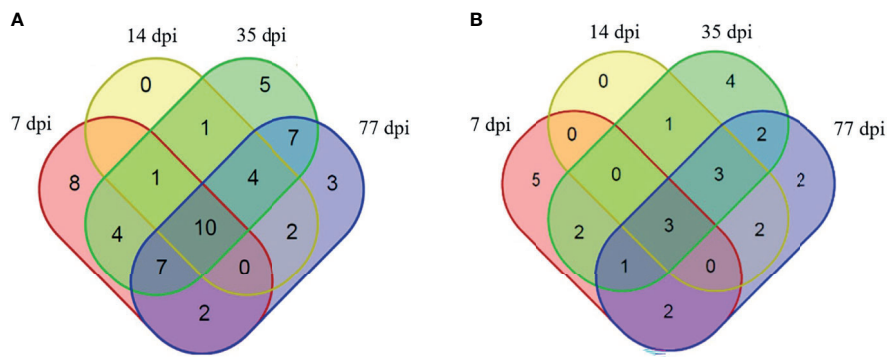 A
14 dpi 35 dpi
7 dpi 77 dpi
0 5
1 7
8 1 4 3
4 10 2
7 0
2
B
14 dpi 35 dpi
7 dpi 77 dpi
0 4
0 1 2
5 0 3 2
2 3 2
1 0
2